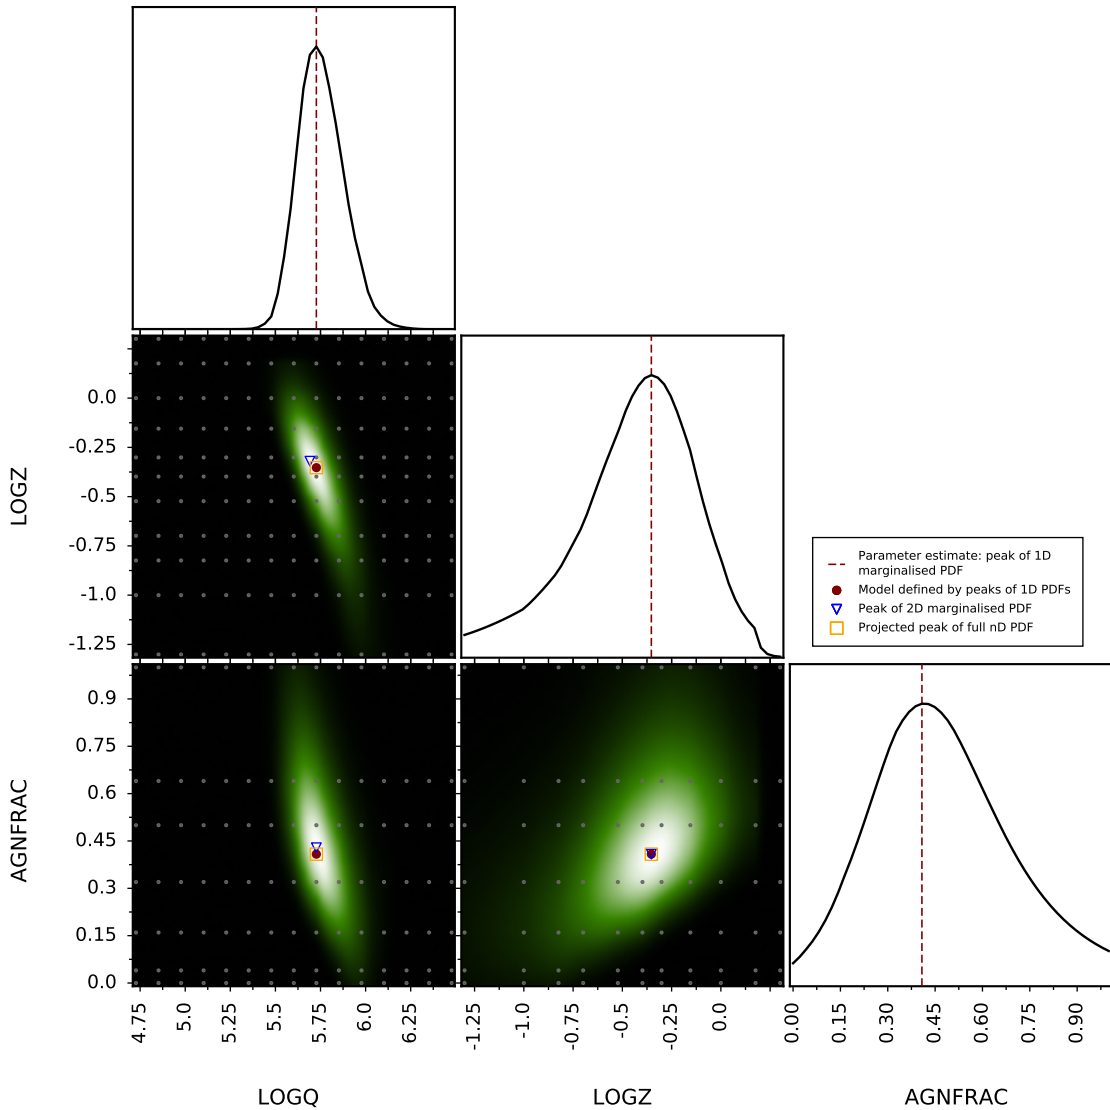 0.0
-0.25
-0.5
-0.75
-1.0
-1.25
LOGZ
Parameter estimate: peak of 1D
marginalised PDF
Model defined by peaks of 1D PDFs
Peak of 2D marginalised PDF
Projected peak of full nD PDF
0.9
0.75
0.6
0.45
0.3
0.15
0.0
AGNFRAC
4.75 5.0 5.25 5.5 5.75 6.0 6.25
-1.25 -1.0 -0.75 -0.5 -0.25 0.0
0.00 0.15 0.30 0.45 0.60 0.75 0.90
LOGQ LOGZ AGNFRAC